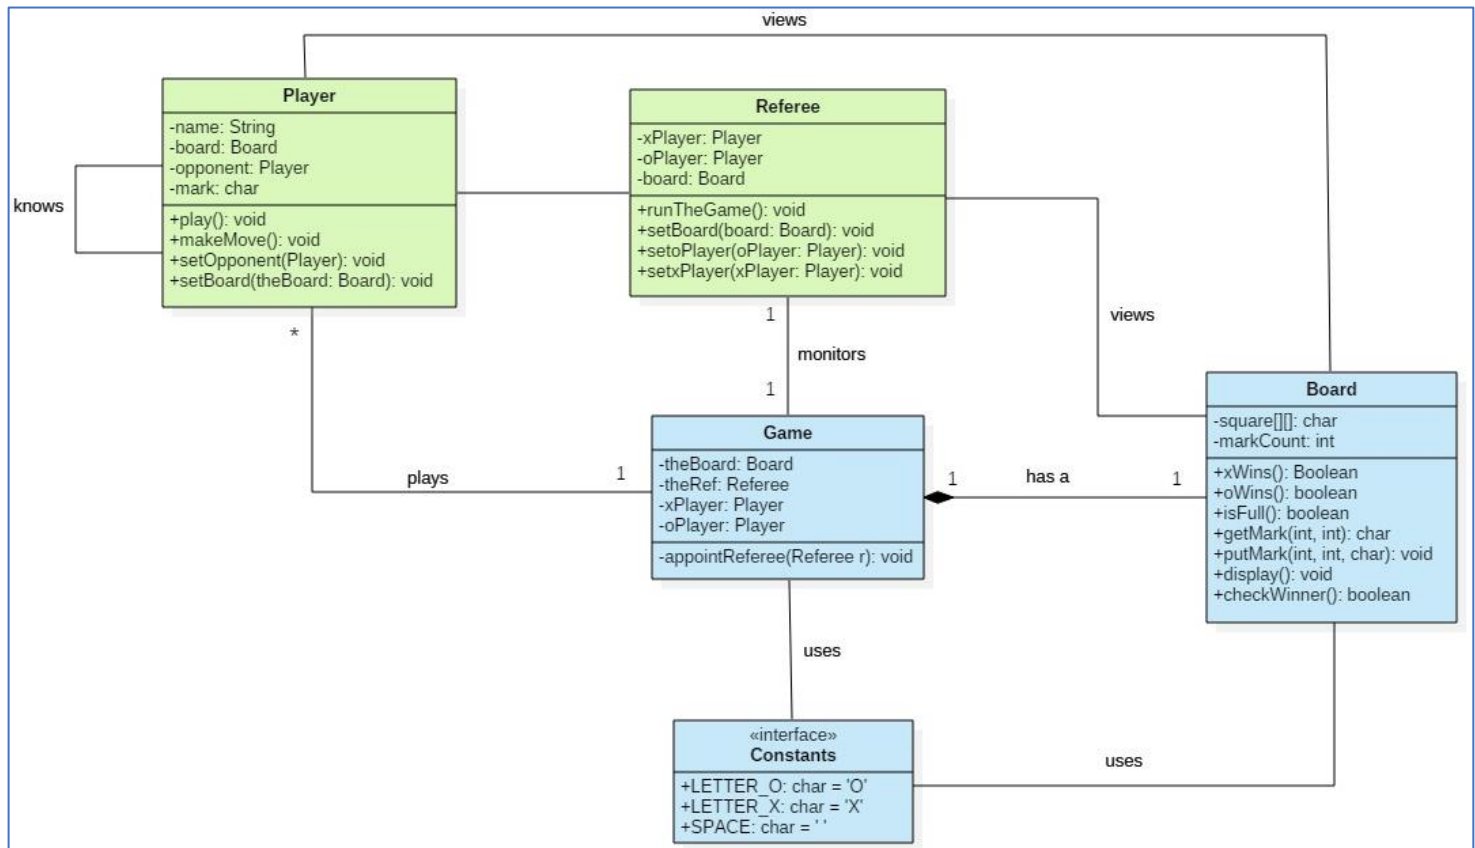 views
Player
-name: String
-board: Board
-opponent: Player
-mark: char
+play(): void
+makeMove(): void
+setOpponent(Player): void
+setBoard(theBoard: Board): void
knows
Referee
-xPlayer: Player
-oPlayer: Player
-board: Board
+runTheGame(): void
+setBoard(board: Board): void
+setoPlayer(oPlayer: Player): void
+setxPlayer(xPlayer: Player): void
*
1
monitors
1
views
Game
-theBoard: Board
-theRef: Referee
-xPlayer: Player
-oPlayer: Player
-appointReferee(Referee r): void
plays
1
1
has a
1
Board
-square[][]: char
-markCount: int
+xWins(): Boolean
+oWins(): boolean
+isFull(): boolean
+getMark(int, int): char
+putMark(int, int, char): void
+display(): void
+checkWinner(): boolean
uses
«interface»
Constants
+LETTER_O: char = 'O'
+LETTER_X: char = 'X'
+SPACE: char = ' '
uses